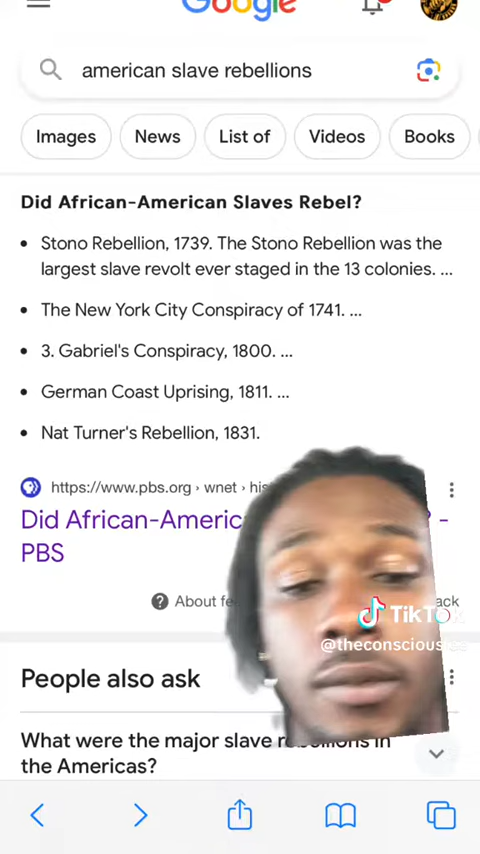 Google
american slave rebellions
Images
News
List of
Videos
Books
Did African-American Slaves Rebel?
• Stono Rebellion, 1739. The Stono Rebellion was the
largest slave revolt ever staged in the 13 colonies. ...
• The New York City Conspiracy of 1741. ...
• 3. Gabriel's Conspiracy, 1800. ...
• German Coast Uprising, 1811. ...
• Nat Turner's Rebellion, 1831.
https://www.pbs.org › wnet ›
Did African-Americ
? -
PBS
About
TikTok
People also ask
What were the major slave rebellions in
the Americas?